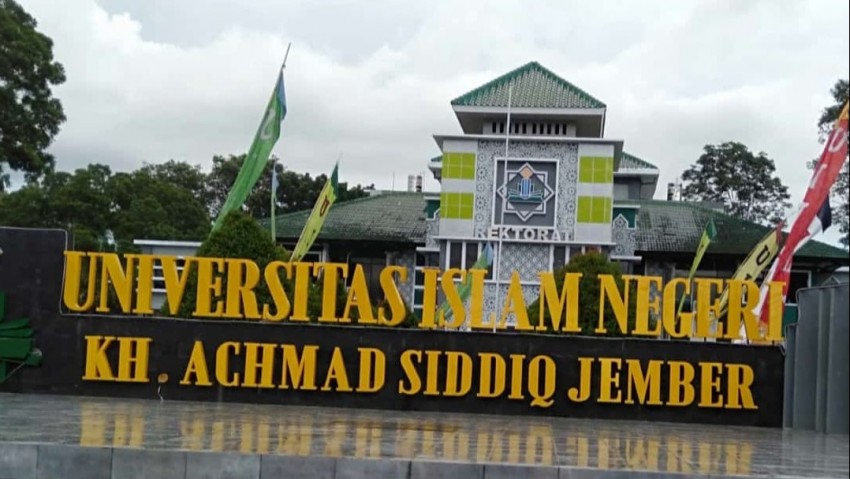 REKTORAT
UNIVERSITAS ISLAM NEGERI
KH. ACHMAD SIDDIQ JEMBER